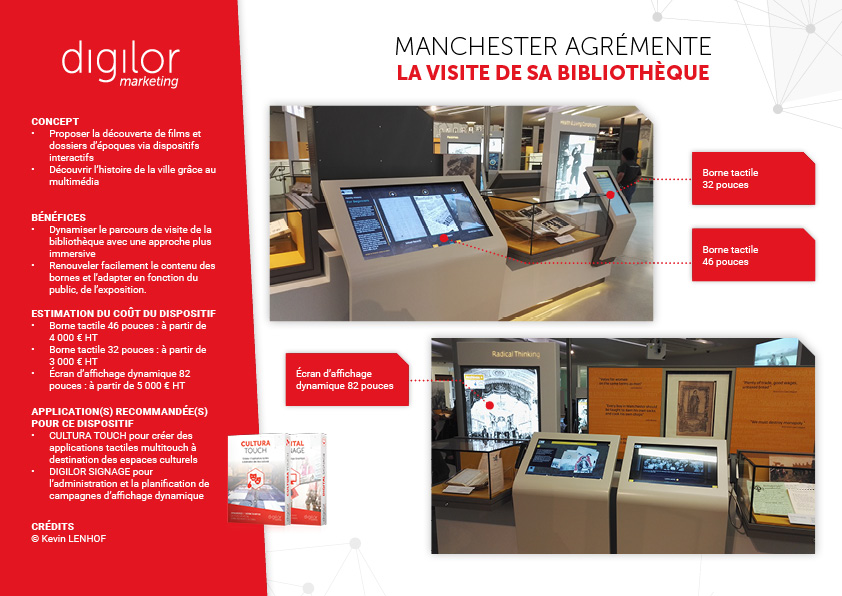 digilor
marketing
MANCHESTER AGRÉMENTE
LA VISITE DE SA BIBLIOTHÈQUE
CONCEPT
• Proposer la découverte de films et
dossiers d'époques via dispositifs
interactifs
• Découvrir l'histoire de la ville grâce au
multimédia
BÉNÉFICES
• Dynamiser le parcours de visite de la
bibliothèque avec une approche plus
immersive
• Renouveler facilement le contenu des
bornes et l'adapter en fonction du
public, de l'exposition.
ESTIMATION DU COÛT DU DISPOSITIF
• Borne tactile 46 pouces : à partir de
4 000 € HT
• Borne tactile 32 pouces : à partir de
3 000 € HT
• Écran d'affichage dynamique 82
pouces : à partir de 5 000 € HT
APPLICATION(S) RECOMMANDÉE(S)
POUR CE DISPOSITIF
• CULTURA TOUCH pour créer des
applications tactiles multitouch à
destination des espaces culturels
• DIGILOR SIGNAGE pour
l'administration et la planification de
campagnes d'affichage dynamique
CRÉDITS
© Kevin LENHOF
CULTURA
TOUCH
Borne tactile
32 pouces
Borne tactile
46 pouces
Écran d'affichage
dynamique 82 pouces
Radical Thinking